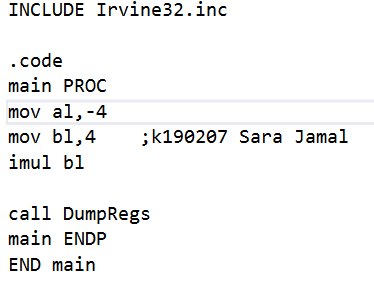 INCLUDE Irvine32.inc
.code
main PROC
mov al,-4
mov bl,4    ;k190207 Sara Jamal
imul bl
call DumpRegs
main ENDP
END main